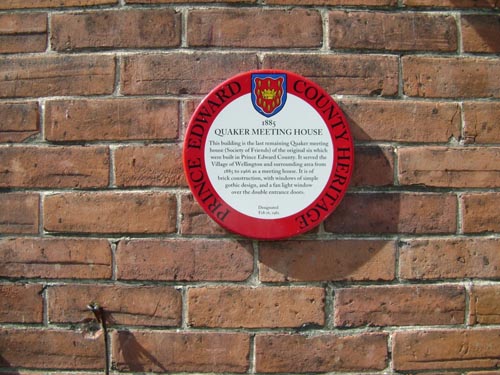 PRINCE EDWARD COUNTY HERITAGE
1885
QUAKER MEETING HOUSE
This building is the last remaining Quaker meeting
house (Society of Friends) of the original six which
were built in Prince Edward County. It served the
Village of Wellington and surrounding area from
1885 to 1966 as a meeting house. It is of
brick construction, with windows of simple
gothic design, and a fan light window
over the double entrance doors.
Designated